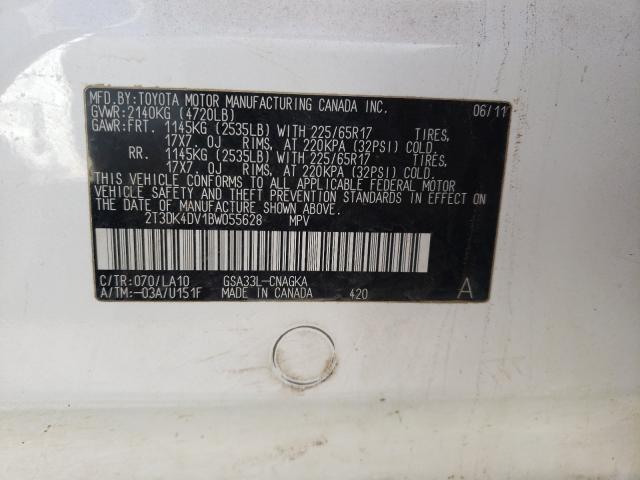 MFD.BY:TOYOTA MOTOR MANUFACTURING CANADA INC. 06/11
GVWR:2140KG (4720LB)
GAWR:FRT. 1145KG (2535LB) WITH 225/65R17 TIRES,
17X7, OJ RIMS, AT 220KPA (32PSI) COLD.
RR. 1145KG (2535LB) WITH 225/65R17 TIRES,
17X7, OJ RIMS, AT 220KPA (32PSI) COLD.
THIS VEHICLE CONFORMS TO ALL APPLICABLE FEDERAL MOTOR
VEHICLE SAFETY AND THEFT PREVENTION STANDARDS IN EFFECT ON
THE DATE OF MANUFACTURE SHOWN ABOVE.
2T3DK4DV1BW055628 MPV
C/TR:070/LA10 GSA33L-CNAGKA
A/TM:-03A/U151F MADE IN CANADA 420 A